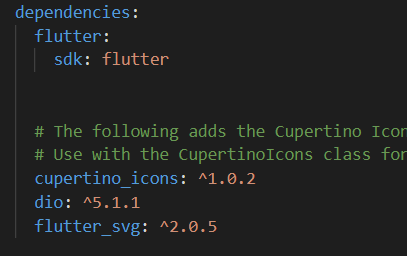 dependencies:
flutter:
sdk: flutter
# The following adds the Cupertino Icon
# Use with the CupertinoIcons class for
cupertino_icons: ^1.0.2
dio: ^5.1.1
flutter_svg: ^2.0.5